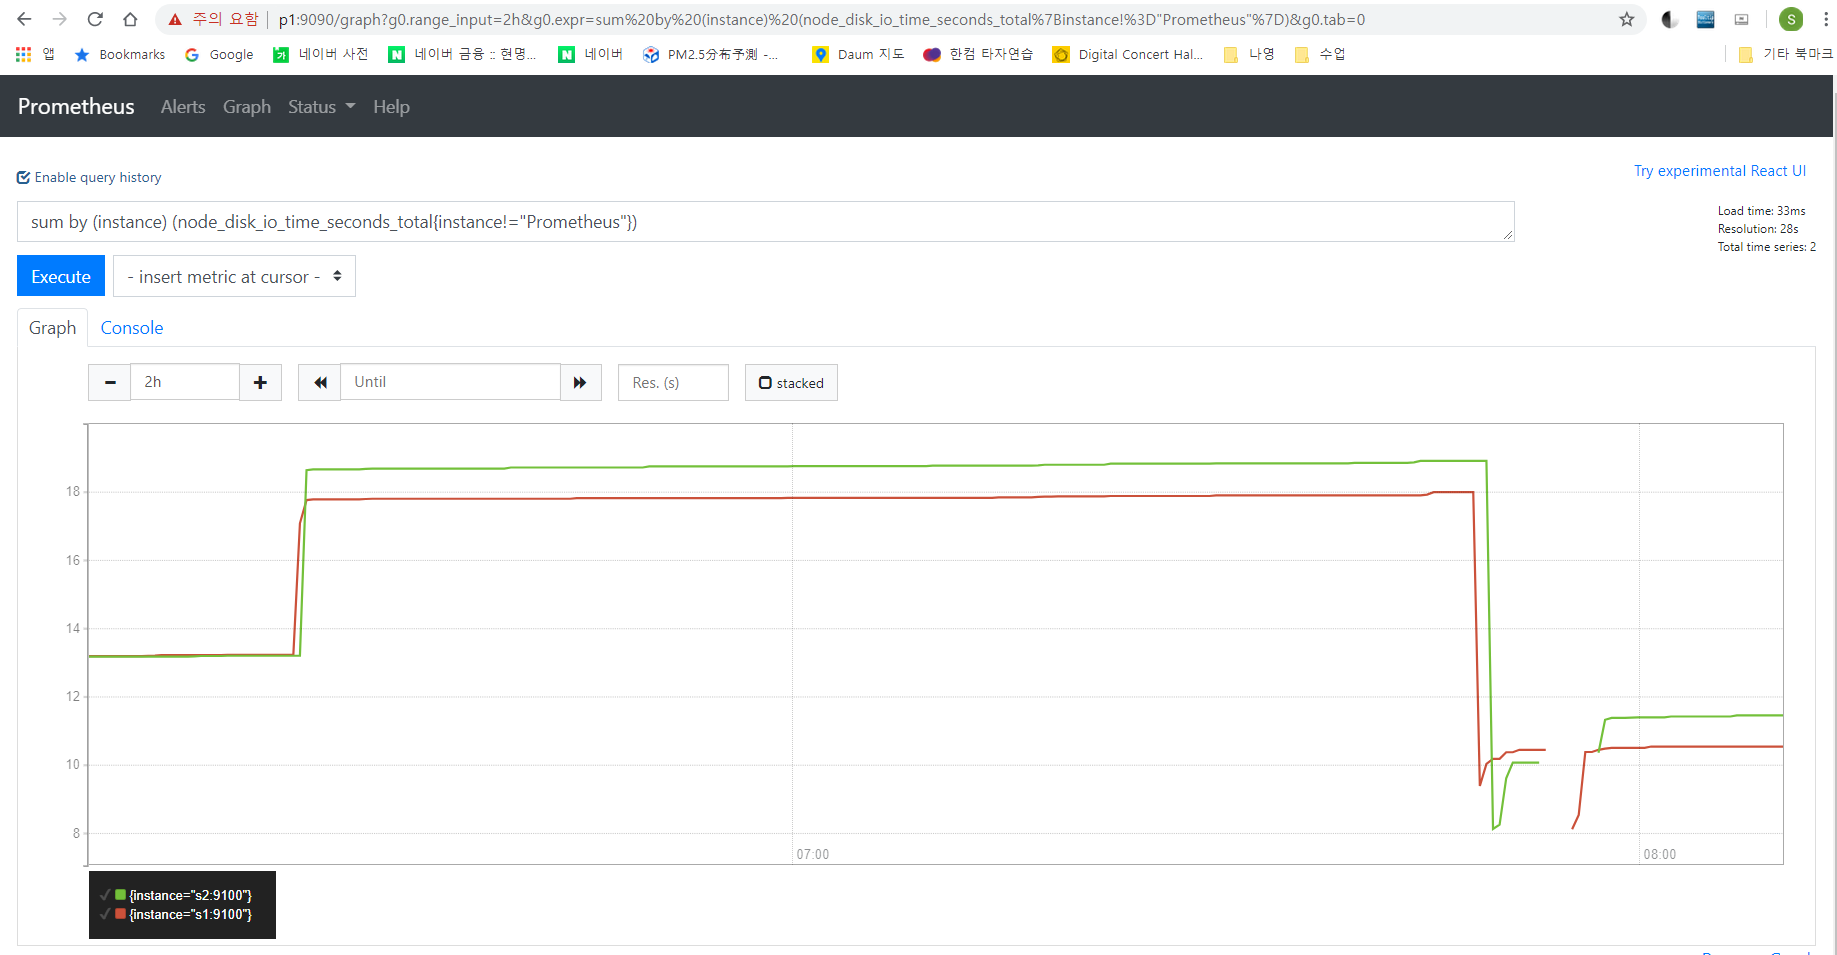 주의 요함 p1:9090/graph?g0.range_input=2h&g0.expr=sum%20by%20(instance)%20(node_disk_io_time_seconds_total%7Binstance!%3D"Prometheus"%7D)&g0.tab=0 S
앱 Bookmarks Google 네이버 사전 네이버 금융 :: 현명... 네이버 PM2.5分布予測 -... Daum 지도 한컴 타자연습 Digital Concert Hal... 나영 수업 기타 북마크
Prometheus Alerts Graph Status Help
Enable query history
Try experimental React UI
sum by (instance) (node_disk_io_time_seconds_total{instance!="Prometheus"})
Load time: 33ms
Resolution: 28s
Total time series: 2
Execute - insert metric at cursor -
Graph Console
2h Until Res. (s) stacked
18
16
14
12
10
8
07:00 08:00
{instance="s2:9100"}
{instance="s1:9100"}